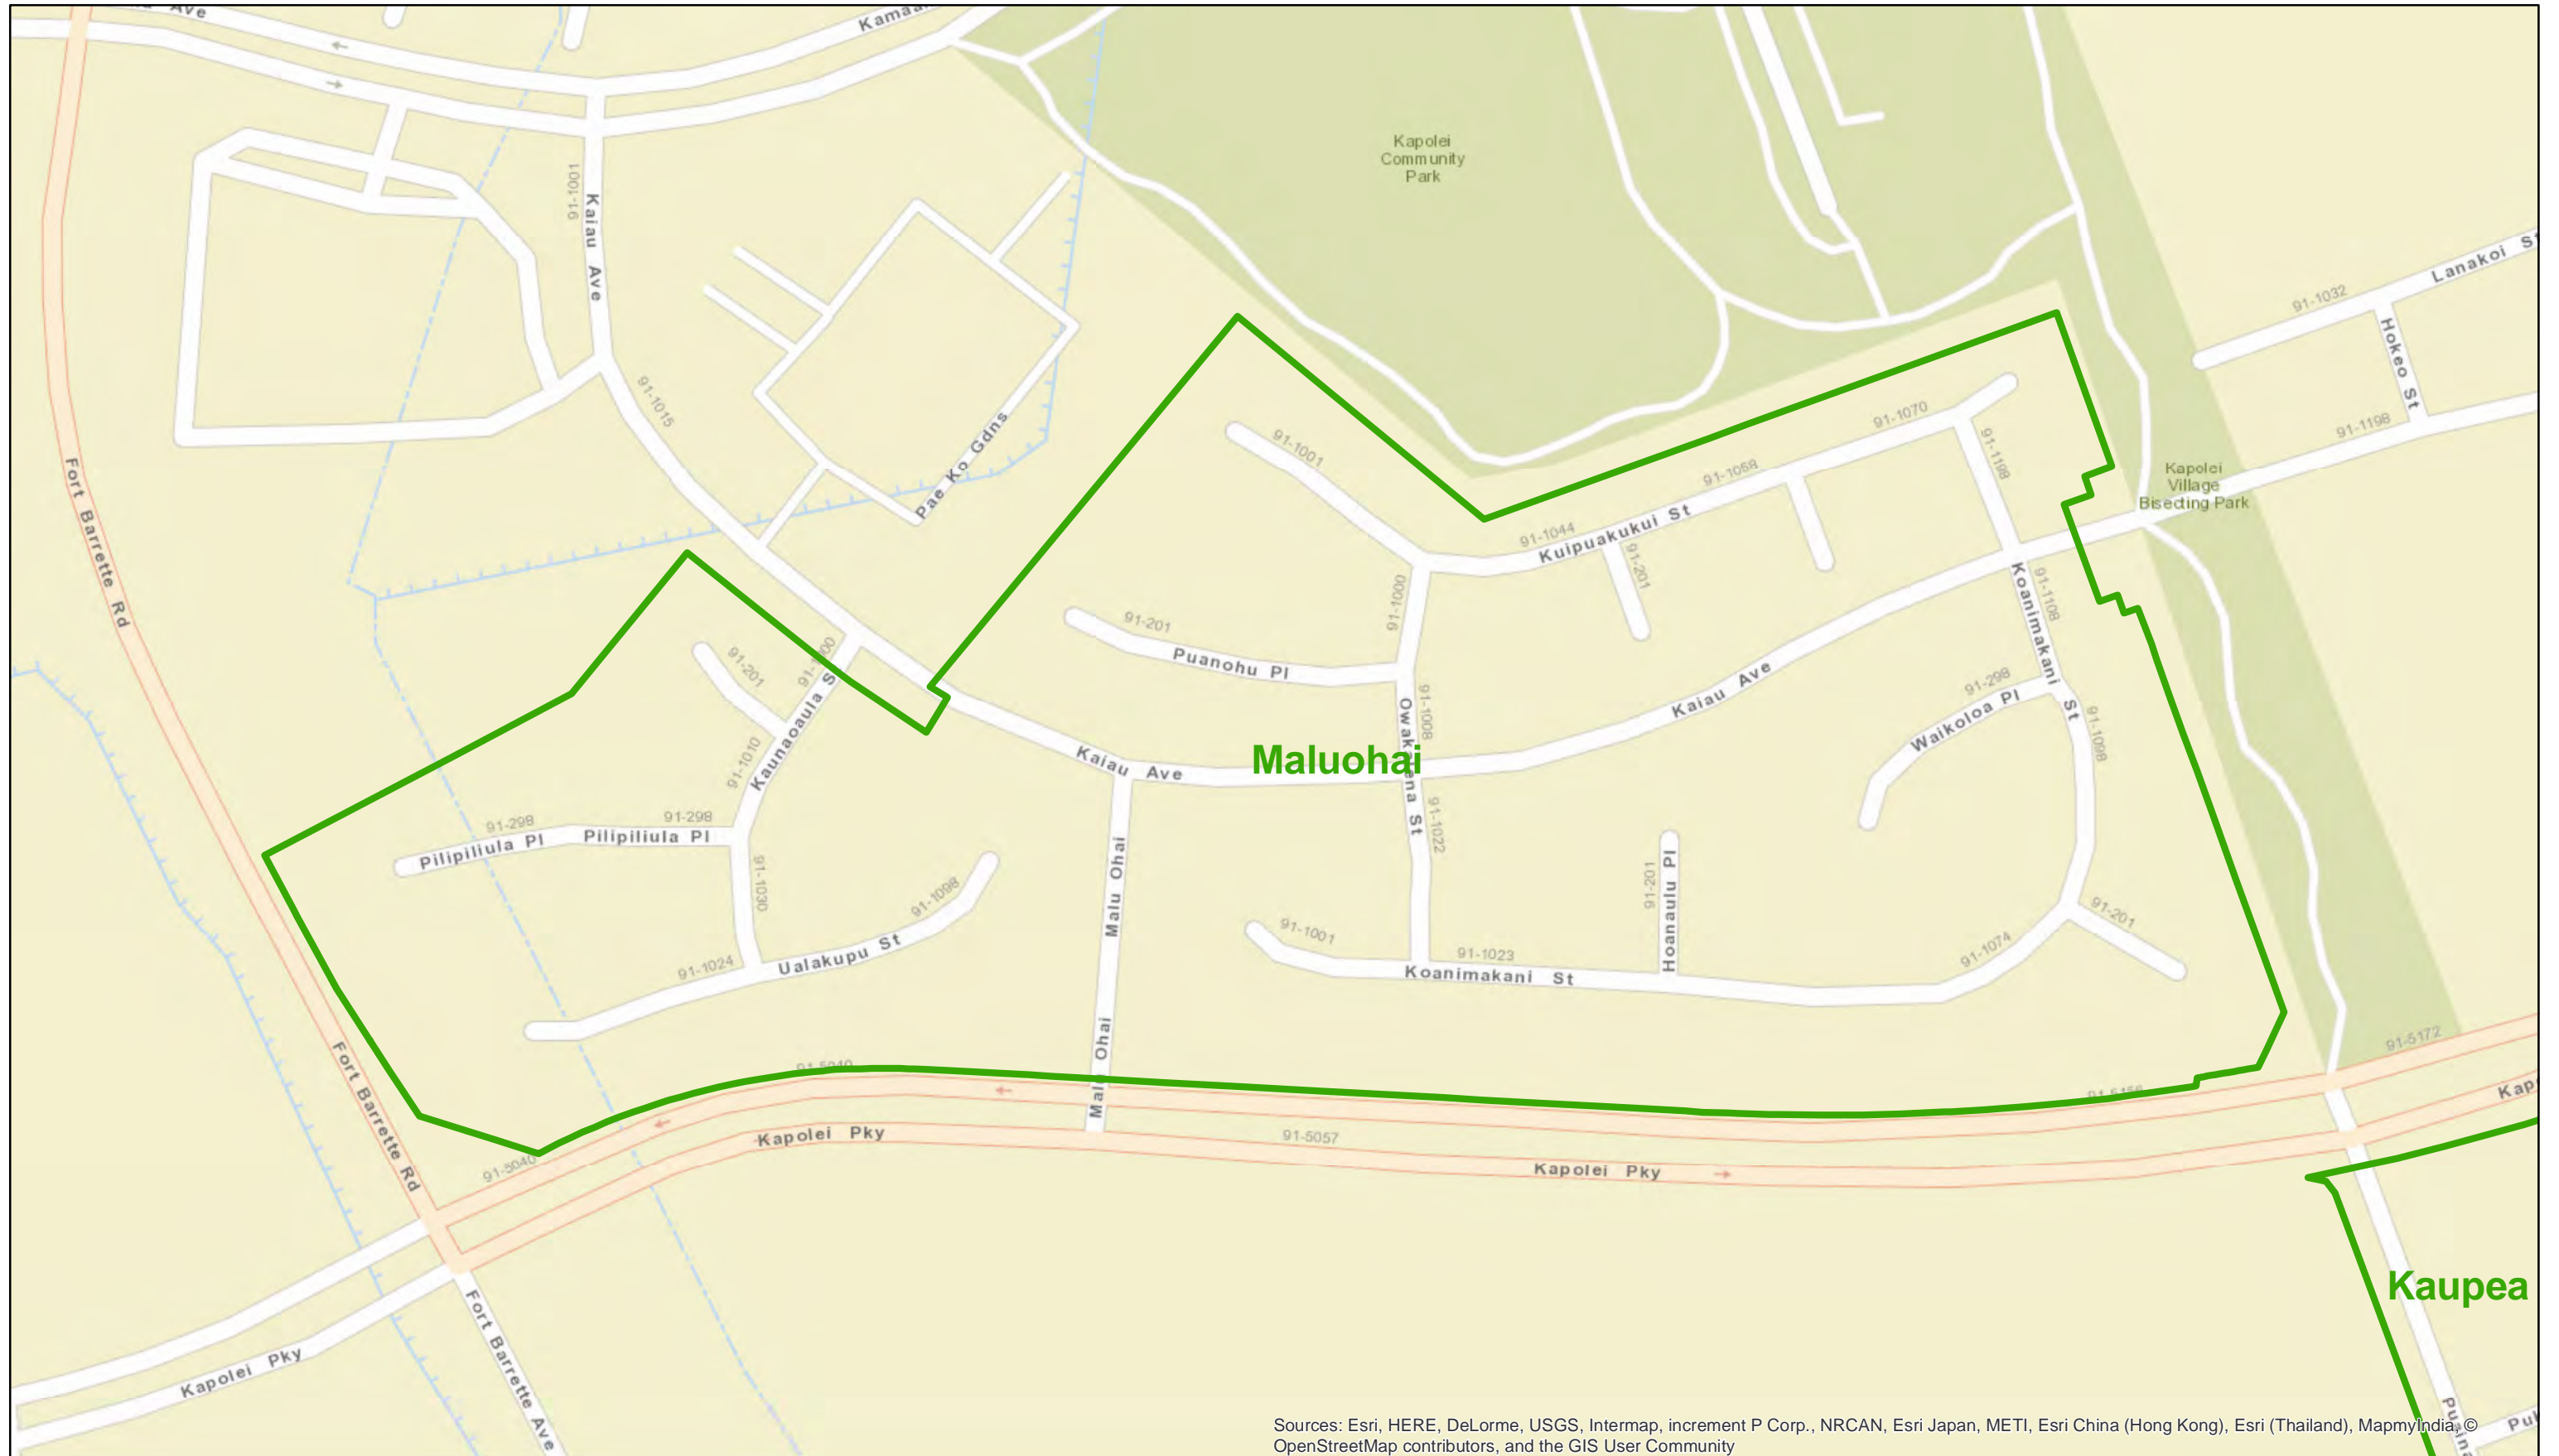 Ave
Kamaa
Kapolei
Community
Park
91-1001
Kaiau Ave
Lanakoi St
91-1032
Hokeo St
91-1015
91-1198
91-1070
91-1001
Pae Ko Gdns
Fort Barrette Rd
91-1198
91-1058
Kapolei
Village
Bisecting Park
Kuipuakukui St
91-1044
91-201
91-1000
Koanimakani St
91-1108
91-201
Puanohu Pl
91-201
Kaunaoaula St
91-298
Waikoloa Pl
Kaiau Ave
91-1008
91-1098
91-1010
Owakalena St
Maluohai
Kaiau Ave
91-298
91-298
Pilipiliula Pl
Pilipiliula Pl
91-1022
91-1030
Malu Ohai
91-1098
91-201
Hoanaulu Pl
91-201
91-1001
Ualakupu St
91-1024
91-1023
91-1074
Koanimakani St
Malu Ohai
Malu Ohai
91-5172
Fort Barrette Rd
Kapolei Pky
91-5057
91-5040
Kapolei Pky
Kap
Kaupea
Fort Barrette Ave
Kapolei Pky
Sources: Esri, HERE, DeLorme, USGS, Intermap, increment P Corp., NRCAN, Esri Japan, METI, Esri China (Hong Kong), Esri (Thailand), MapmyIndia, ©
OpenStreetMap contributors, and the GIS User Community